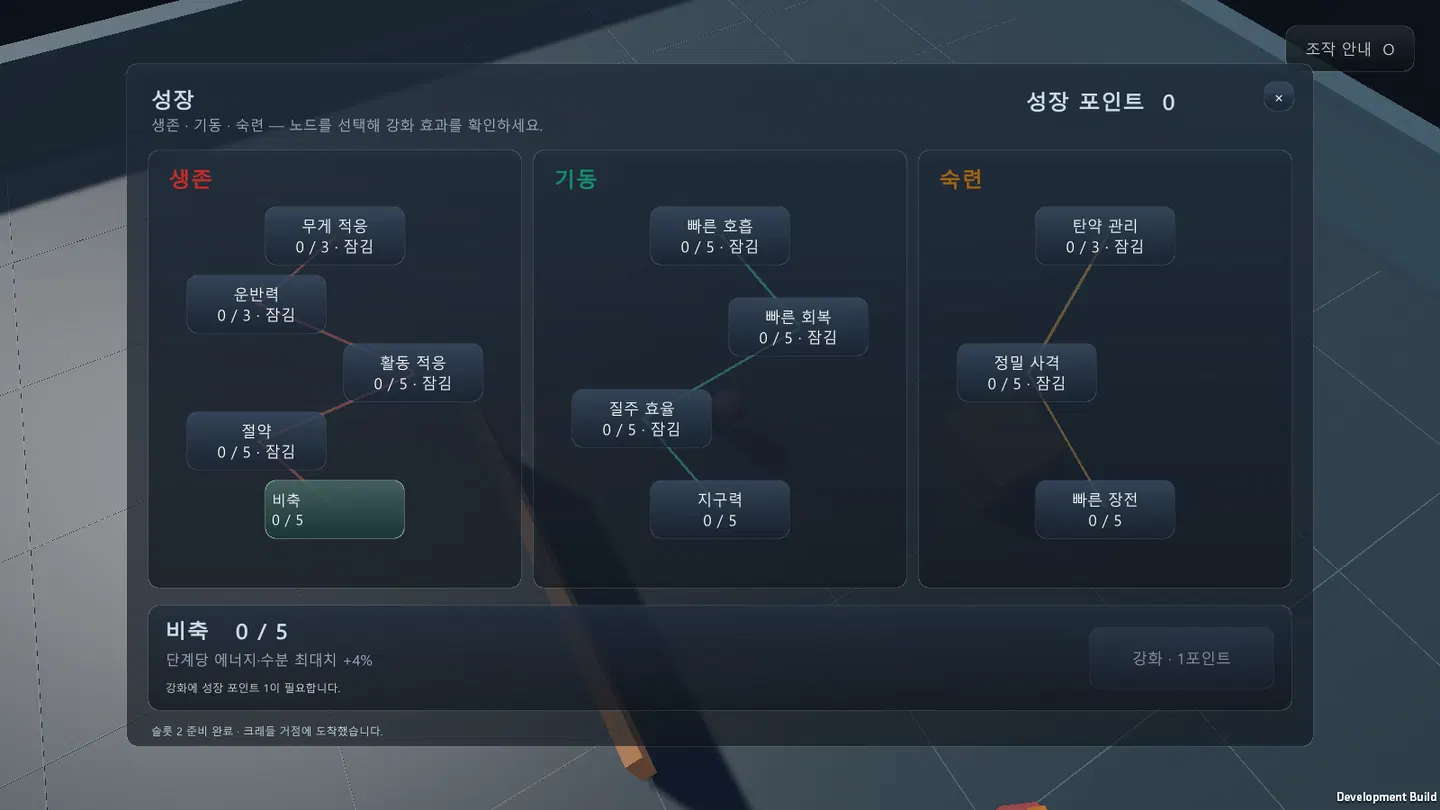 조작 안내 O
성장
성장 포인트 0
×
생존 · 기동 · 숙련 — 노드를 선택해 강화 효과를 확인하세요.
생존
무게 적응
0 / 3 · 잠김
운반력
0 / 3 · 잠김
활동 적응
0 / 5 · 잠김
절약
0 / 5 · 잠김
비축
0 / 5
기동
빠른 호흡
0 / 5 · 잠김
빠른 회복
0 / 5 · 잠김
질주 효율
0 / 5 · 잠김
지구력
0 / 5
숙련
탄약 관리
0 / 3 · 잠김
정밀 사격
0 / 5 · 잠김
빠른 장전
0 / 5
비축 0 / 5
단계당 에너지·수분 최대치 +4%
강화에 성장 포인트 1이 필요합니다.
강화 · 1포인트
슬롯 2 준비 완료 · 크래들 거점에 도착했습니다.
Development Build